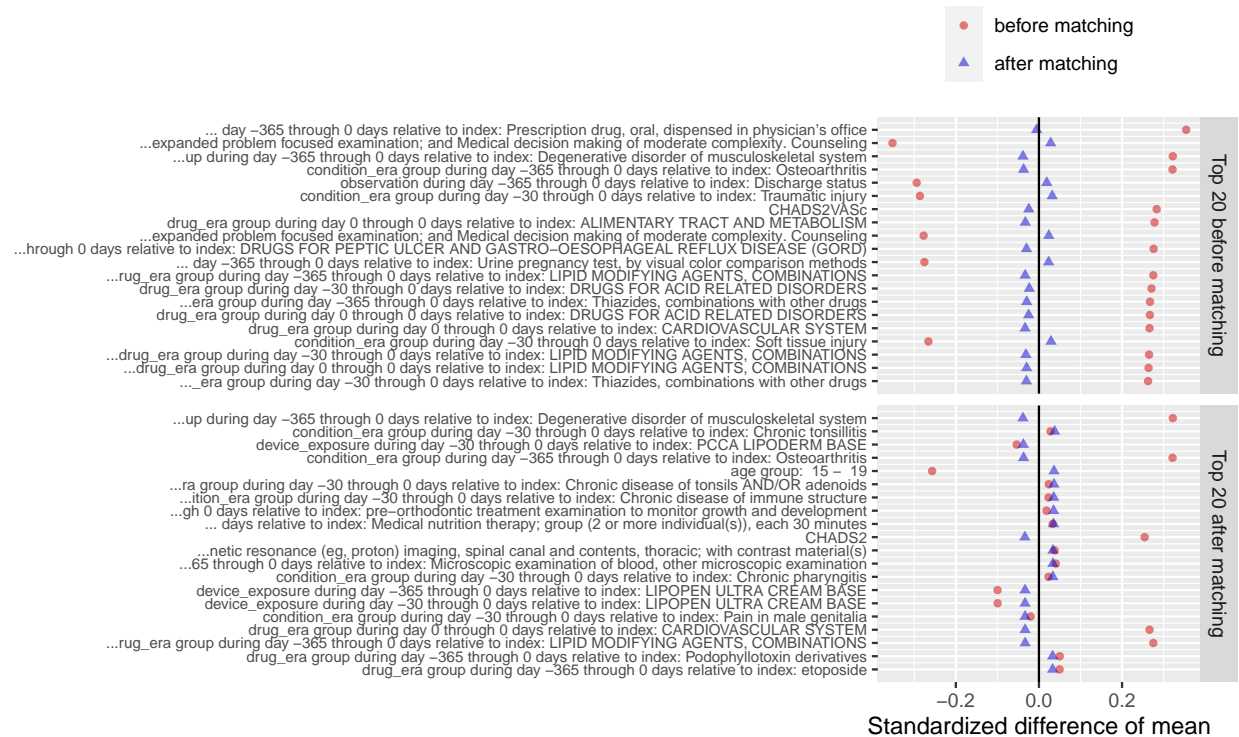 before matching
after matching
... day −365 through 0 days relative to index: Prescription drug, oral, dispensed in physician's office
...expanded problem focused examination; and Medical decision making of moderate complexity. Counseling
...up during day −365 through 0 days relative to index: Degenerative disorder of musculoskeletal system
condition_era group during day −365 through 0 days relative to index: Osteoarthritis
observation during day −365 through 0 days relative to index: Discharge status
condition_era group during day −30 through 0 days relative to index: Traumatic injury
CHADS2VASc
drug_era group during day 0 through 0 days relative to index: ALIMENTARY TRACT AND METABOLISM
...expanded problem focused examination; and Medical decision making of moderate complexity. Counseling
...hrough 0 days relative to index: DRUGS FOR PEPTIC ULCER AND GASTRO−OESOPHAGEAL REFLUX DISEASE (GORD)
... day −365 through 0 days relative to index: Urine pregnancy test, by visual color comparison methods
...rug_era group during day −365 through 0 days relative to index: LIPID MODIFYING AGENTS, COMBINATIONS
drug_era group during day −30 through 0 days relative to index: DRUGS FOR ACID RELATED DISORDERS
...era group during day −365 through 0 days relative to index: Thiazides, combinations with other drugs
drug_era group during day 0 through 0 days relative to index: DRUGS FOR ACID RELATED DISORDERS
drug_era group during day 0 through 0 days relative to index: CARDIOVASCULAR SYSTEM
condition_era group during day −30 through 0 days relative to index: Soft tissue injury
...drug_era group during day −30 through 0 days relative to index: LIPID MODIFYING AGENTS, COMBINATIONS
...drug_era group during day 0 through 0 days relative to index: LIPID MODIFYING AGENTS, COMBINATIONS
..._era group during day −30 through 0 days relative to index: Thiazides, combinations with other drugs
Top 20 before matching
...up during day −365 through 0 days relative to index: Degenerative disorder of musculoskeletal system
condition_era group during day −30 through 0 days relative to index: Chronic tonsillitis
device_exposure during day −30 through 0 days relative to index: PCCA LIPODERM BASE
condition_era group during day −365 through 0 days relative to index: Osteoarthritis
age group: 15 − 19
...ra group during day −30 through 0 days relative to index: Chronic disease of tonsils AND/OR adenoids
...ition_era group during day −30 through 0 days relative to index: Chronic disease of immune structure
...gh 0 days relative to index: pre−orthodontic treatment examination to monitor growth and development
... days relative to index: Medical nutrition therapy; group (2 or more individual(s)), each 30 minutes
CHADS2
...netic resonance (eg, proton) imaging, spinal canal and contents, thoracic; with contrast material(s)
...65 through 0 days relative to index: Microscopic examination of blood, other microscopic examination
condition_era group during day −30 through 0 days relative to index: Chronic pharyngitis
device_exposure during day −365 through 0 days relative to index: LIPOPEN ULTRA CREAM BASE
device_exposure during day −30 through 0 days relative to index: LIPOPEN ULTRA CREAM BASE
condition_era group during day −30 through 0 days relative to index: Pain in male genitalia
drug_era group during day 0 through 0 days relative to index: CARDIOVASCULAR SYSTEM
...rug_era group during day −365 through 0 days relative to index: LIPID MODIFYING AGENTS, COMBINATIONS
drug_era group during day −365 through 0 days relative to index: Podophyllotoxin derivatives
drug_era group during day −365 through 0 days relative to index: etoposide
Top 20 after matching
−0.2 0.0 0.2
Standardized difference of mean